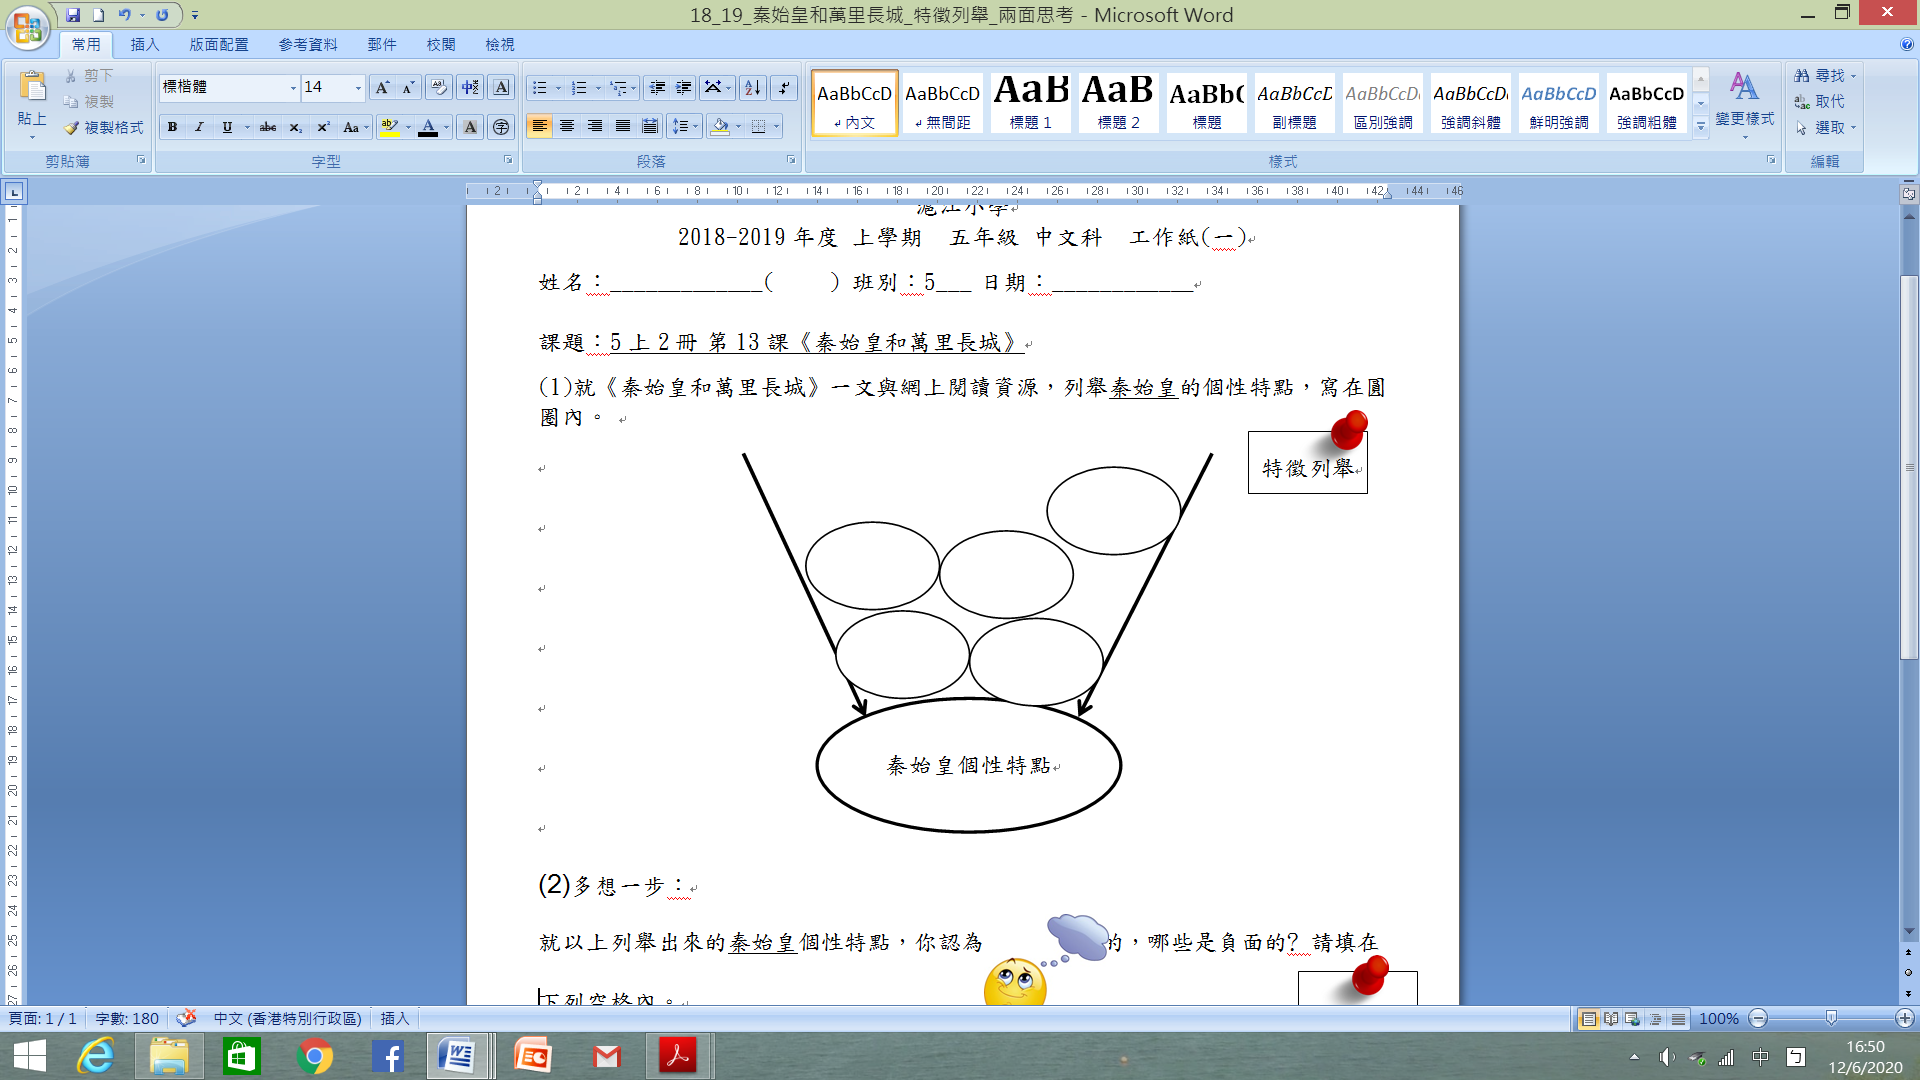 18_19_秦始皇和萬里長城_特徵列舉_兩面思考 - Microsoft Word
常用 插入 版面配置 參考資料 郵件 校閱 檢視
貼上 剪下 複製 複製格式
標楷體 14
AaBbCcD AaBbCcD AaB AaB AaBb( AaBbCcD AaBbCcD AaBbCcD AaBbCcD AaBbCcD
內文 無間距 標題 1 標題 2 標題 副標題 區別強調 強調斜體 鮮明強調 強調粗體
變更樣式 尋找 取代 選取
剪貼簿 字型 段落 樣式 編輯
滬江小學
2018-2019 年度 上學期 五年級 中文科 工作紙(一)
姓名：_____________( ) 班別：5___ 日期：____________
課題：5 上 2 冊 第 13 課《秦始皇和萬里長城》
(1)就《秦始皇和萬里長城》一文與網上閱讀資源，列舉秦始皇的個性特點，寫在圓
圈內。
特徵列舉
秦始皇個性特點
(2)多想一步：
就以上列舉出來的秦始皇個性特點，你認為 的，哪些是負面的? 請填在
下列空格內。
頁面: 1 / 1 字數: 180 中文 (香港特別行政區) 插入 100%
中 ㄅ 16:50
12/6/2020